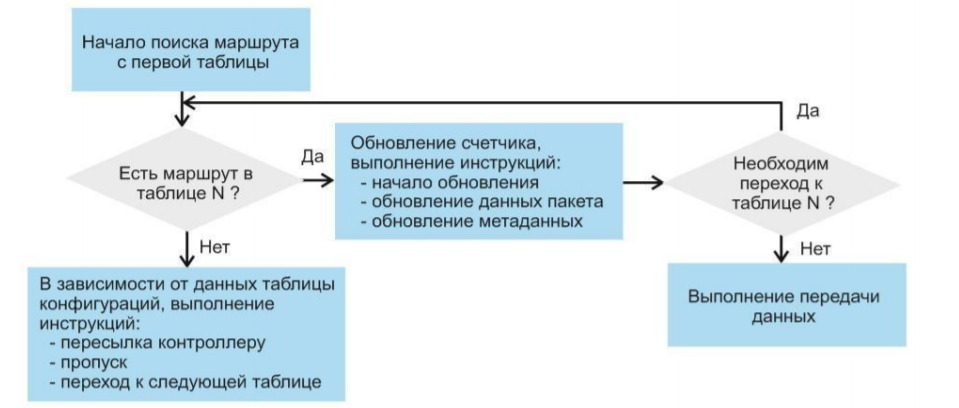 Начало поиска маршрута
с первой таблицы
Да
Есть маршрут в
таблице N ?
Да
Обновление счетчика,
выполнение инструкций:
- начало обновления
- обновление данных пакета
- обновление метаданных
Необходим
переход к
таблице N ?
Нет
Нет
В зависимости от данных таблицы
конфигураций, выполнение
инструкций:
- пересылка контроллеру
- пропуск
- переход к следующей таблице
Выполнение передачи
данных